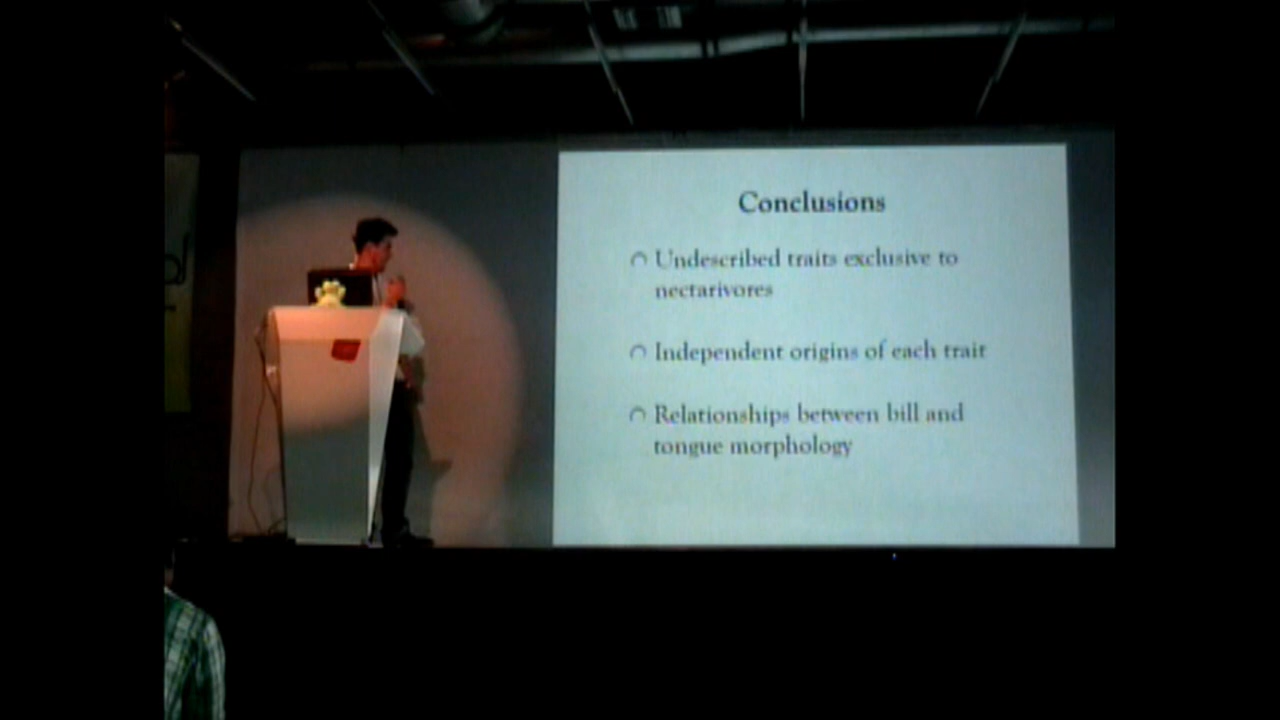 Conclusions
Undescribed traits exclusive to
nectarivores
Independent origins of each trait
Relationships between bill and
tongue morphology